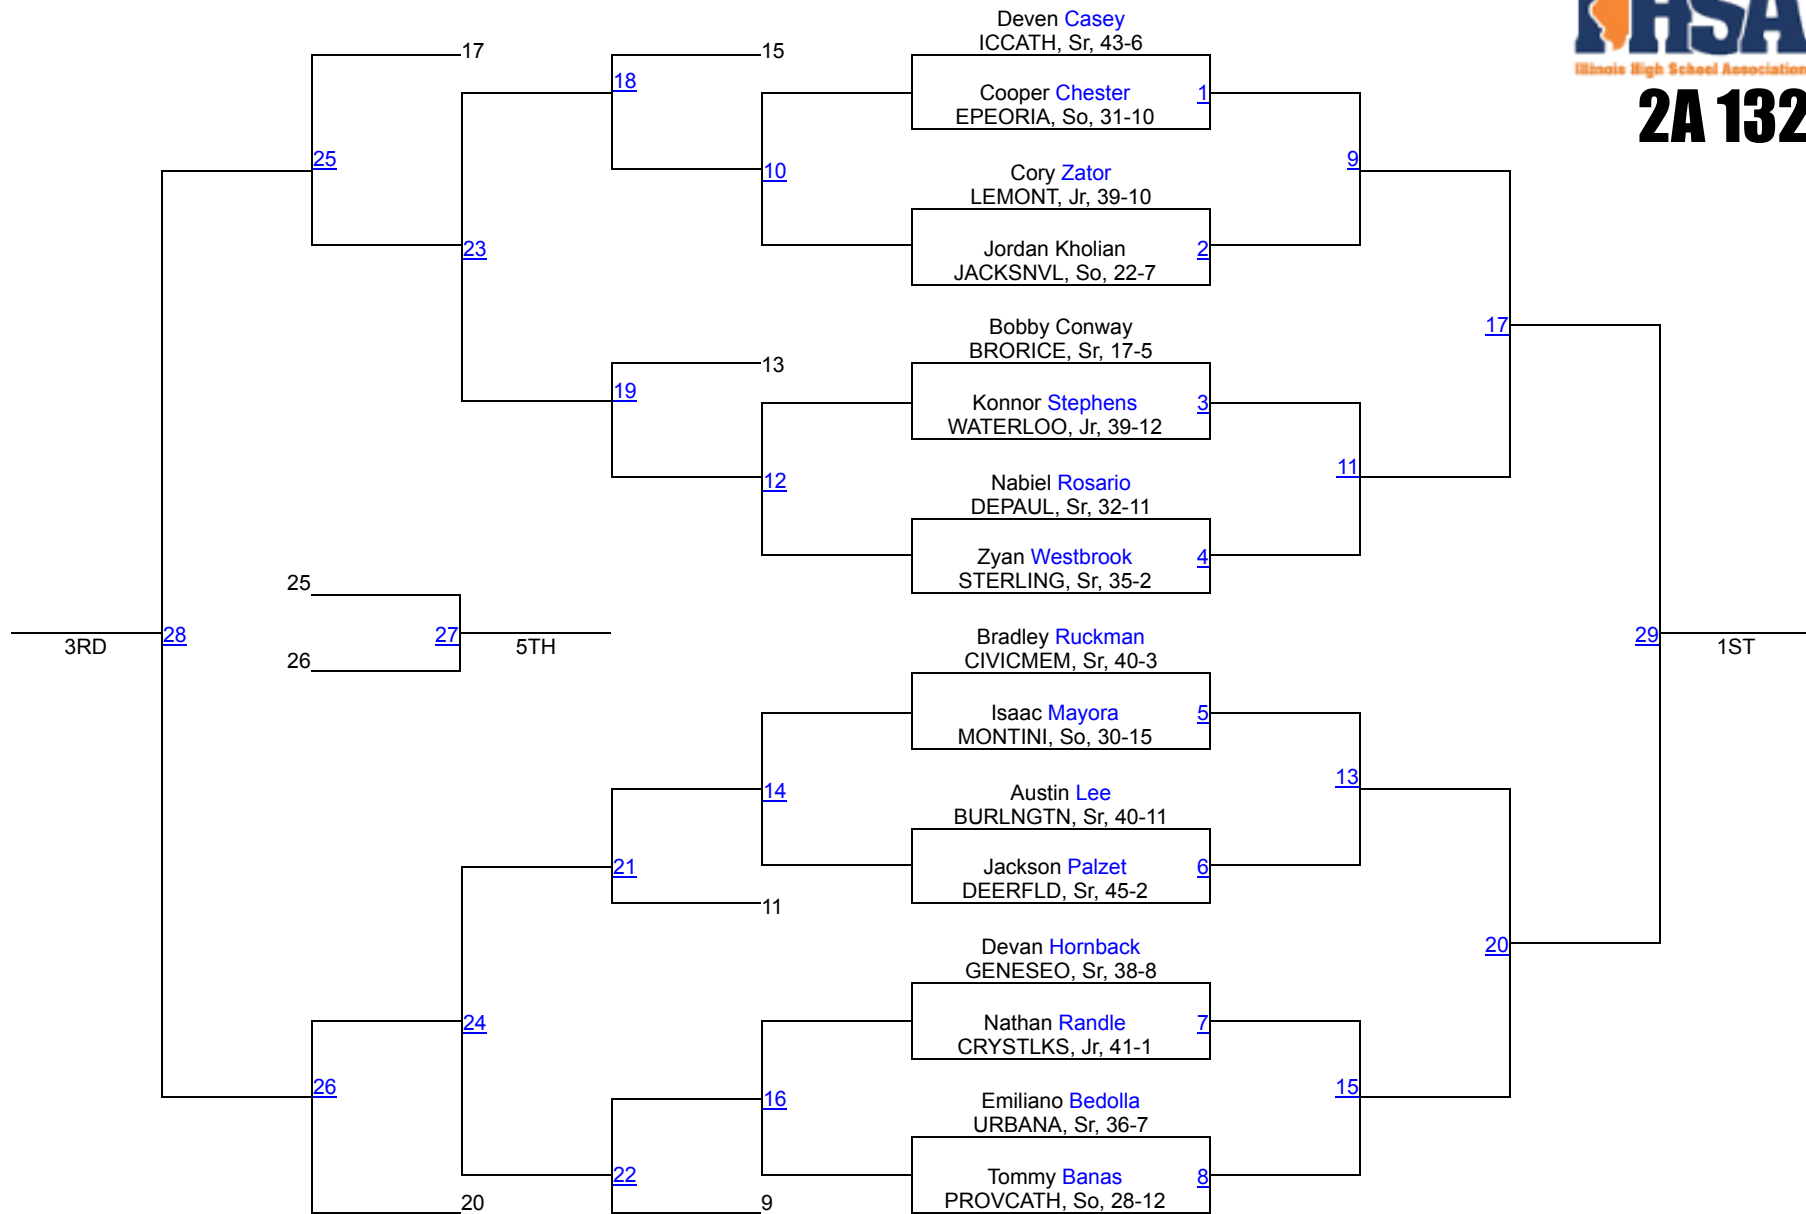 IHSA
Illinois High School Association
2A 132
Deven Casey
ICCATH, Sr, 43-6
17
15
18
Cooper Chester
1
EPEORIA, So, 31-10
25
10
9
Cory Zator
LEMONT, Jr, 39-10
23
Jordan Kholian
2
JACKSNVL, So, 22-7
Bobby Conway
17
BRORICE, Sr, 17-5
13
19
Konnor Stephens
3
WATERLOO, Jr, 39-12
12
11
Nabiel Rosario
DEPAUL, Sr, 32-11
Zyan Westbrook
4
STERLING, Sr, 35-2
25
28
27
29
3RD
5TH
1ST
26
Bradley Ruckman
CIVICMEM, Sr, 40-3
Isaac Mayora
5
MONTINI, So, 30-15
14
13
Austin Lee
BURLNGTN, Sr, 40-11
21
Jackson Palzet
6
DEERFLD, Sr, 45-2
11
Devan Hornback
20
GENESEO, Sr, 38-8
24
Nathan Randle
7
CRYSTLKS, Jr, 41-1
26
16
15
Emiliano Bedolla
URBANA, Sr, 36-7
22
Tommy Banas
8
PROVCATH, So, 28-12
20
9